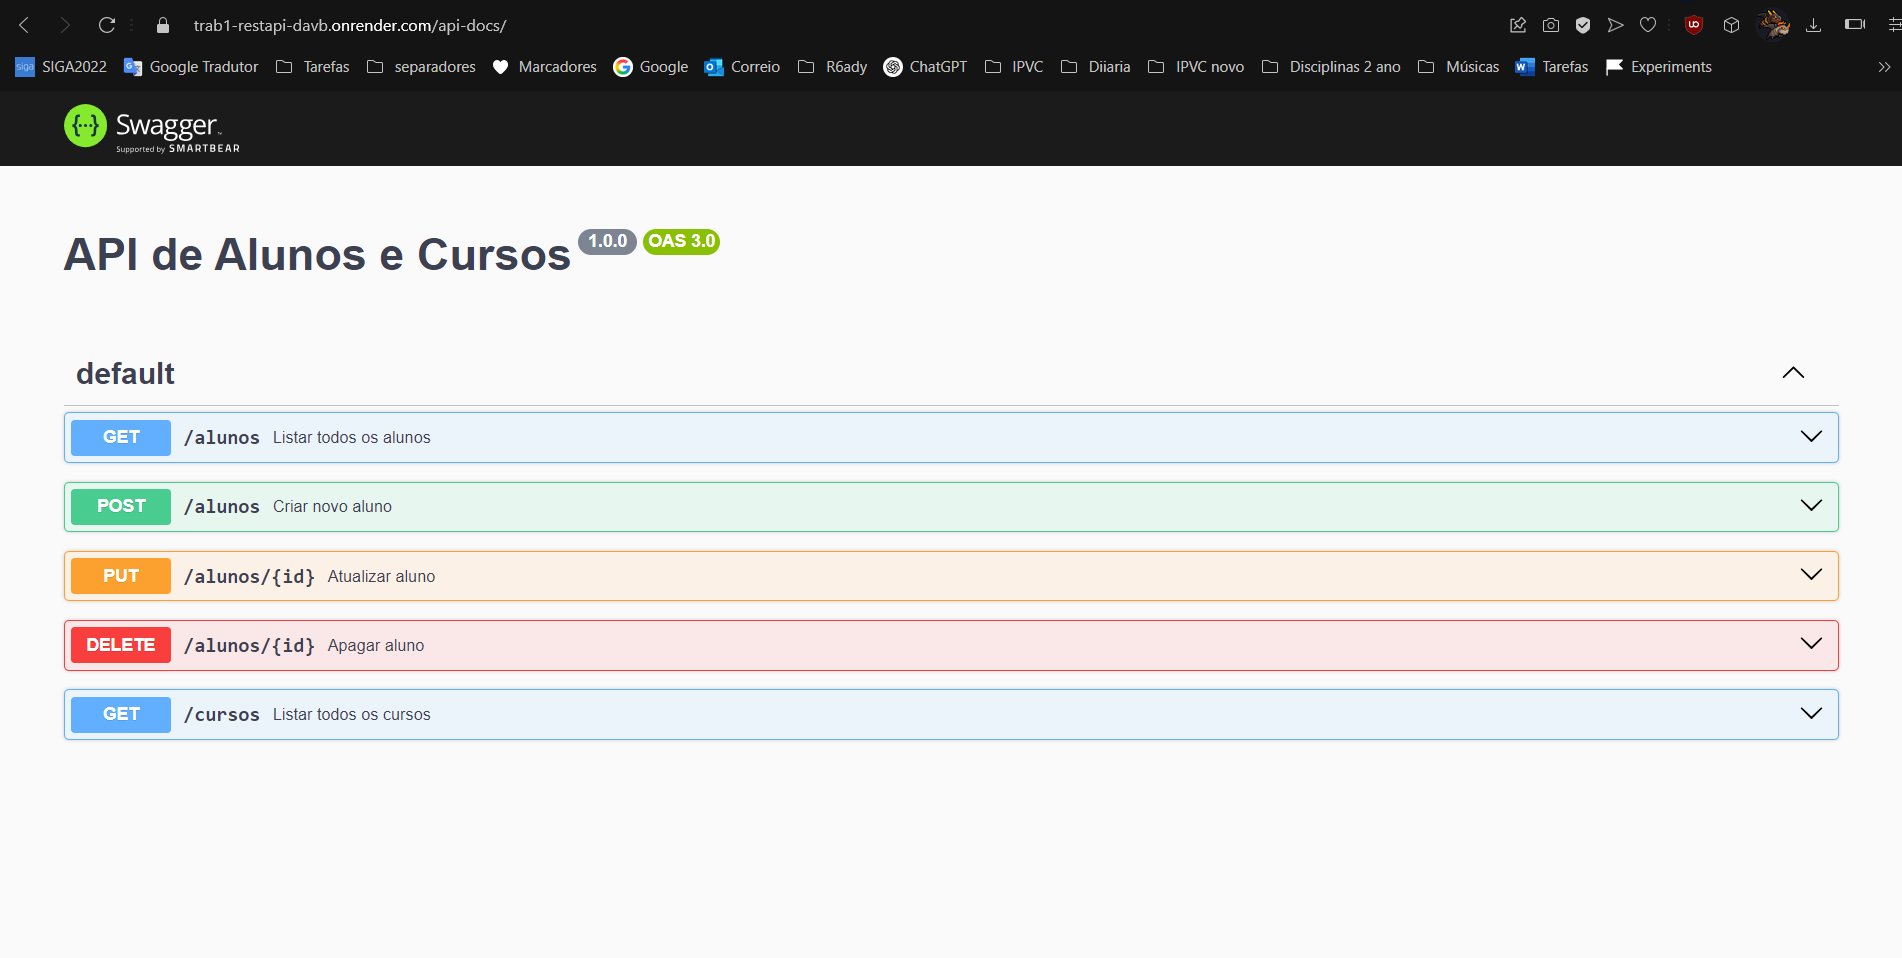 trab1-restapi-davb.onrender.com/api-docs/
siga SIGA2022 Google Tradutor Tarefas separadores Marcadores Google Correio R6ady ChatGPT IPVC Diiaria IPVC novo Disciplinas 2 ano Músicas Tarefas Experiments
Swagger
Supported by SMARTBEAR
API de Alunos e Cursos 1.0.0 OAS 3.0
default
GET /alunos Listar todos os alunos
POST /alunos Criar novo aluno
PUT /alunos/{id} Atualizar aluno
DELETE /alunos/{id} Apagar aluno
GET /cursos Listar todos os cursos